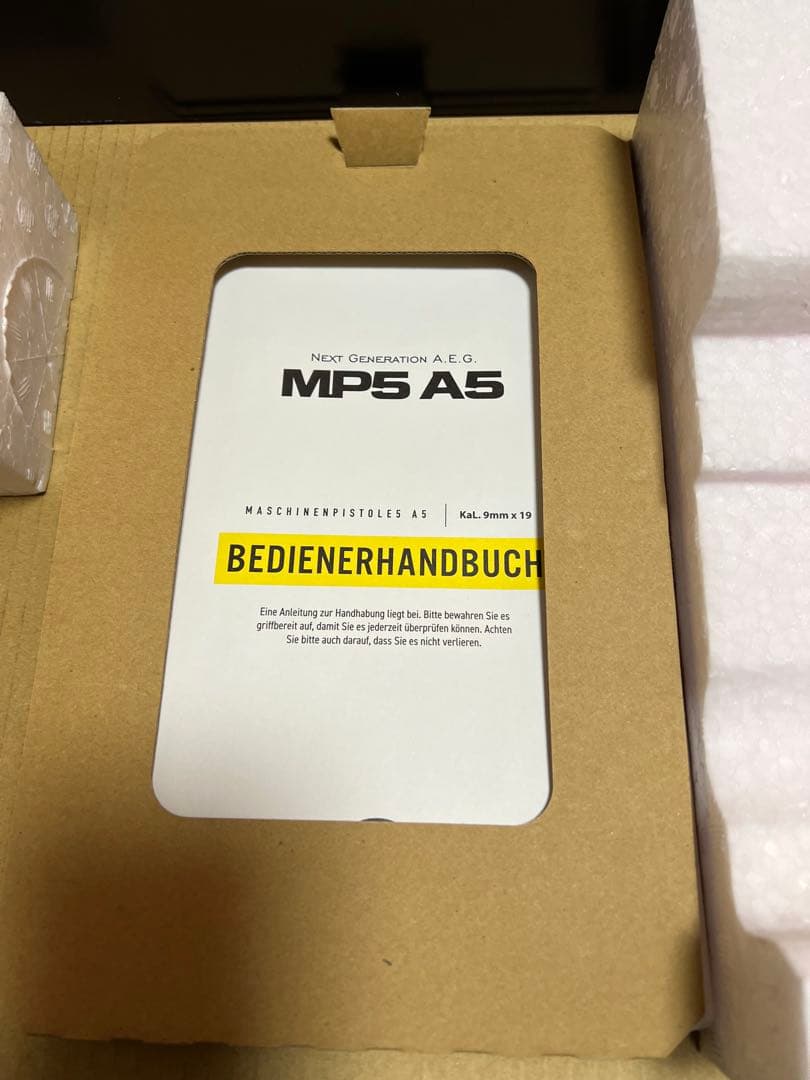 NEXT GENERATION A.E.G.
MP5 A5
MASCHINENPISTOLE5 A5 | KaL. 9mm x 19
BEDIENERHANDBUCH
Eine Anleitung zur Handhabung liegt bei. Bitte bewahren Sie es
griffbereit auf, damit Sie es jederzeit überprüfen können. Achten
Sie bitte auch darauf, dass Sie es nicht verlieren.